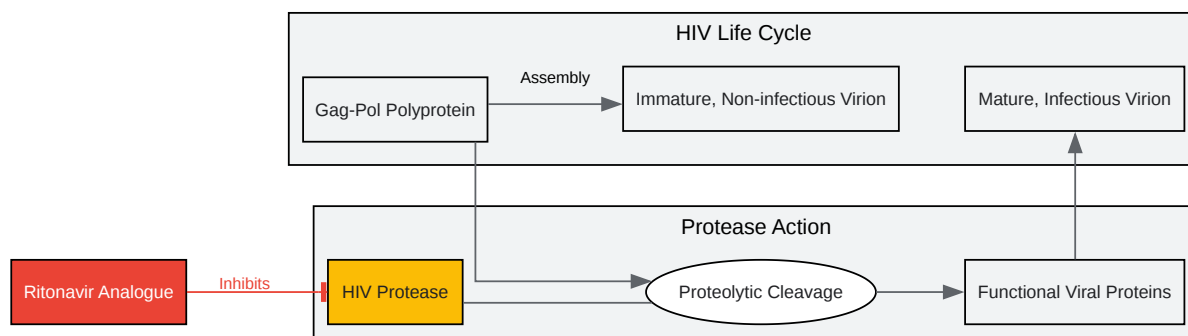 HIV Life Cycle
Assembly
Gag-Pol Polyprotein
Immature, Non-infectious Virion
Mature, Infectious Virion
Protease Action
Ritonavir Analogue
Inhibits
HIV Protease
Proteolytic Cleavage
Functional Viral Proteins